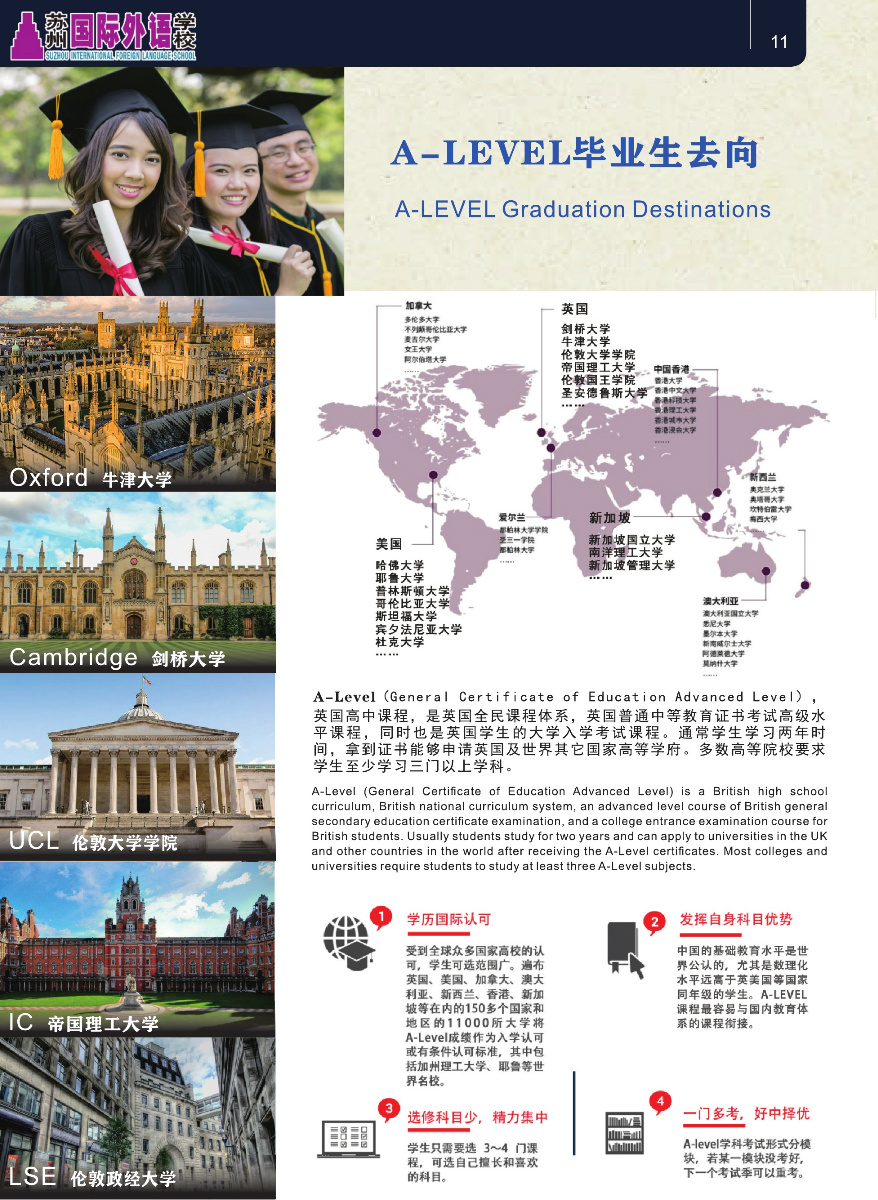 苏州国际外语学校
SUZHOU INTERNATIONAL FOREIGN LANGUAGE SCHOOL
11
A-LEVEL毕业生去向
A-LEVEL Graduation Destinations
Oxford 牛津大学
Cambridge 剑桥大学
UCL 伦敦大学学院
IC 帝国理工大学
LSE 伦敦政经大学
加拿大
多伦多大学
不列颠哥伦比亚大学
麦吉尔大学
女王大学
阿尔伯塔大学
……
英国
剑桥大学
牛津大学
伦敦大学学院
帝国理工大学
伦敦国王学院
圣安德鲁斯大学
……
中国香港
香港大学
香港中文大学
香港科技大学
香港理工大学
香港城市大学
香港浸会大学
……
新西兰
奥克兰大学
奥塔哥大学
坎特伯雷大学
梅西大学
爱尔兰
都柏林大学学院
圣三一学院
都柏林大学
……
新加坡
新加坡国立大学
南洋理工大学
新加坡管理大学
……
美国
哈佛大学
耶鲁大学
普林斯顿大学
哥伦比亚大学
斯坦福大学
宾夕法尼亚大学
杜克大学
……
澳大利亚
澳大利亚国立大学
悉尼大学
墨尔本大学
新南威尔士大学
阿德莱德大学
莫纳什大学
……
A-Level（General Certificate of Education Advanced Level），
英国高中课程，是英国全民课程体系，英国普通中等教育证书考试高级水
平课程，同时也是英国学生的大学入学考试课程。通常学生学习两年时
间，拿到证书能够申请英国及世界其它国家高等学府。多数高等院校要求
学生至少学习三门以上学科。
A-Level (General Certificate of Education Advanced Level) is a British high school
curriculum, British national curriculum system, an advanced level course of British general
secondary education certificate examination, and a college entrance examination course for
British students. Usually students study for two years and can apply to universities in the UK
and other countries in the world after receiving the A-Level certificates. Most colleges and
universities require students to study at least three A-Level subjects.
1 学历国际认可
受到全球众多国家高校的认
可，学生可选范围广。遍布
英国、美国、加拿大、澳大
利亚、新西兰、香港、新加
坡等在内的150多个国家和
地区的11000所大学将
A-Level成绩作为入学认可
或有条件认可标准，其中包
括加州理工大学、耶鲁等世
界名校。
2 发挥自身科目优势
中国的基础教育水平是世
界公认的，尤其是数理化
水平远高于英美国等国家
同年级的学生。A-LEVEL
课程最容易与国内教育体
系的课程衔接。
3 选修科目少，精力集中
学生只需要选 3～4 门课
程，可选自己擅长和喜欢
的科目。
4 一门多考，好中择优
A-level学科考试形式分模
块，若某一模块没考好，
下一个考试季可以重考。